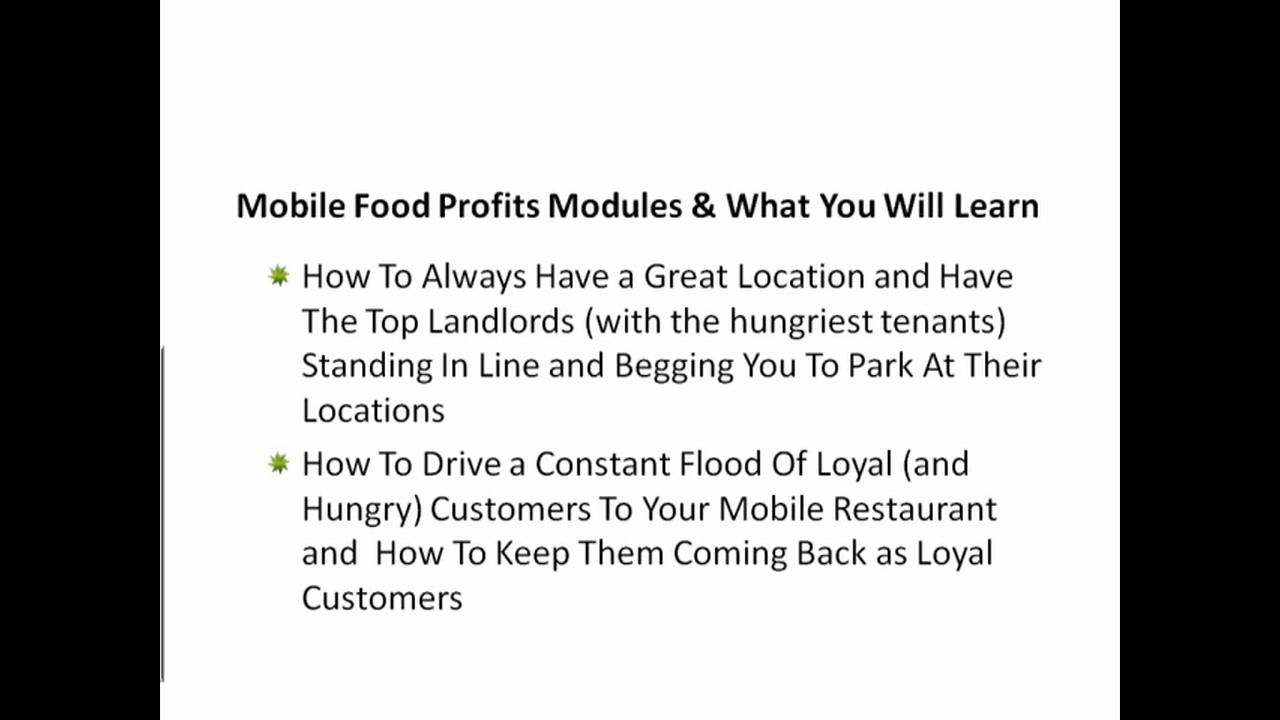 Mobile Food Profits Modules & What You Will Learn
How To Always Have a Great Location and Have
The Top Landlords (with the hungriest tenants)
Standing In Line and Begging You To Park At Their
Locations
How To Drive a Constant Flood Of Loyal (and
Hungry) Customers To Your Mobile Restaurant
and  How To Keep Them Coming Back as Loyal
Customers